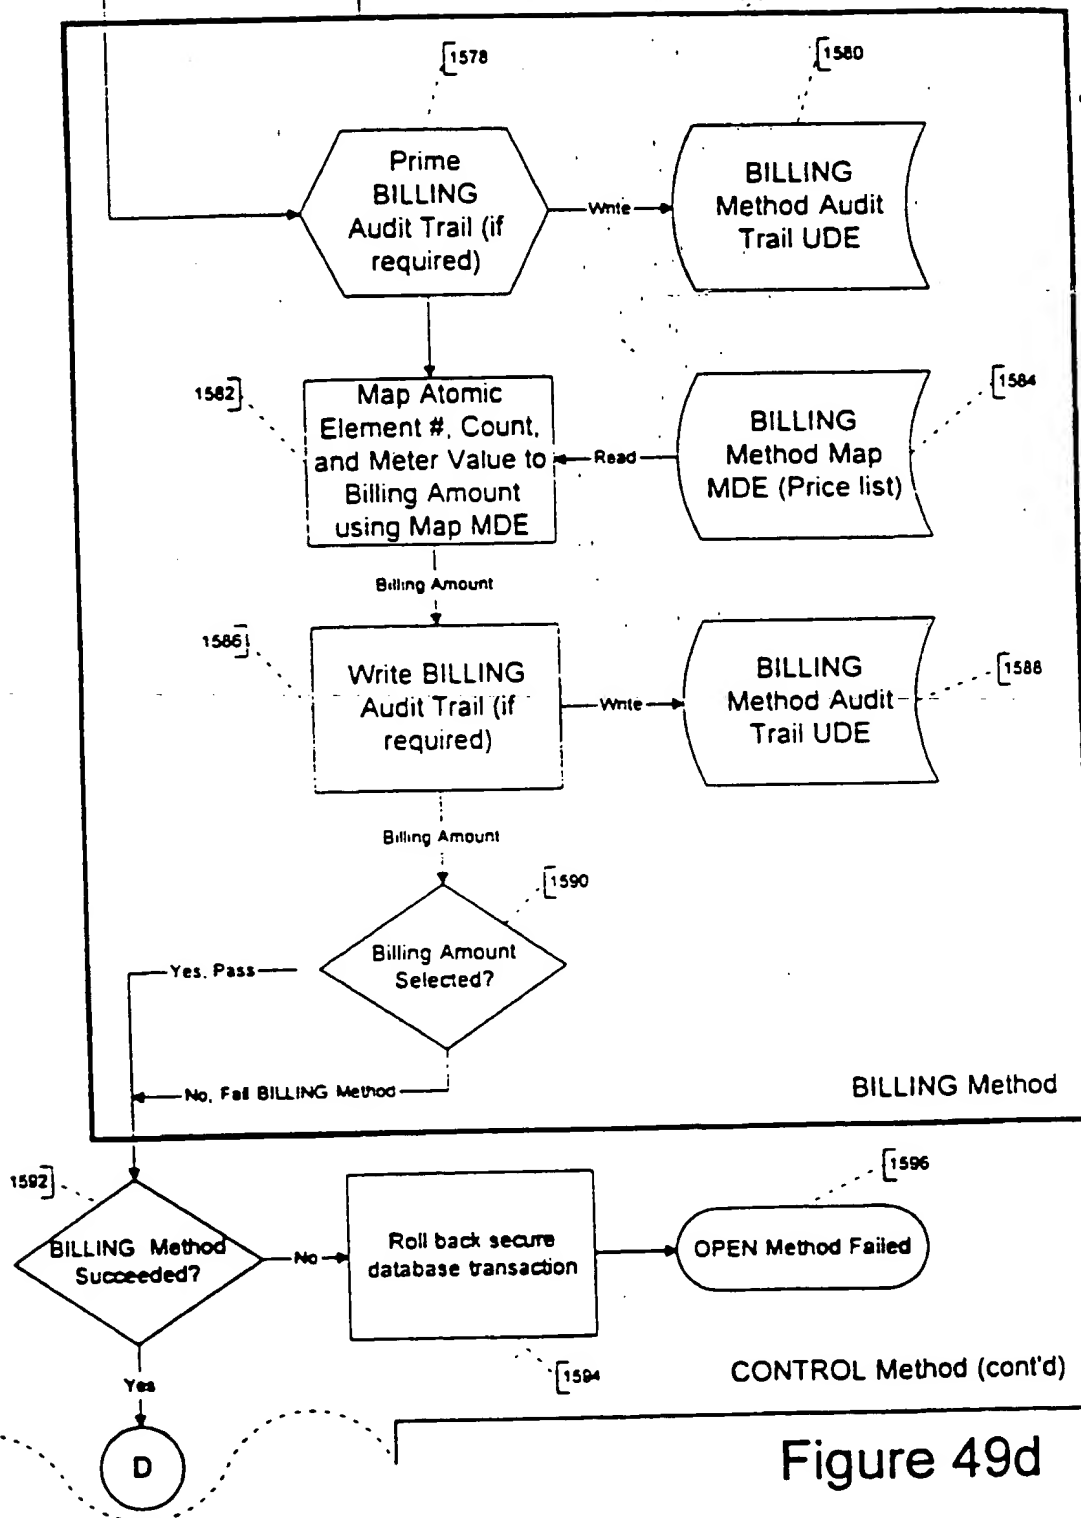 1578
1580
Prime
BILLING
Audit Trail (if
required)
Write
BILLING
Method Audit
Trail UDE
1582
Map Atomic
Element #, Count,
and Meter Value to
Billing Amount
using Map MDE
Read
BILLING
Method Map
MDE (Price list)
1584
Billing Amount
1586
Write BILLING
Audit Trail (if
required)
Write
BILLING
Method Audit
Trail UDE
1588
Billing Amount
1590
Billing Amount
Selected?
Yes, Pass
No, Fail BILLING Method
BILLING Method
1592
BILLING Method
Succeeded?
No
Roll back secure
database transaction
1596
OPEN Method Failed
1594
Yes
CONTROL Method (cont'd)
D
Figure 49d